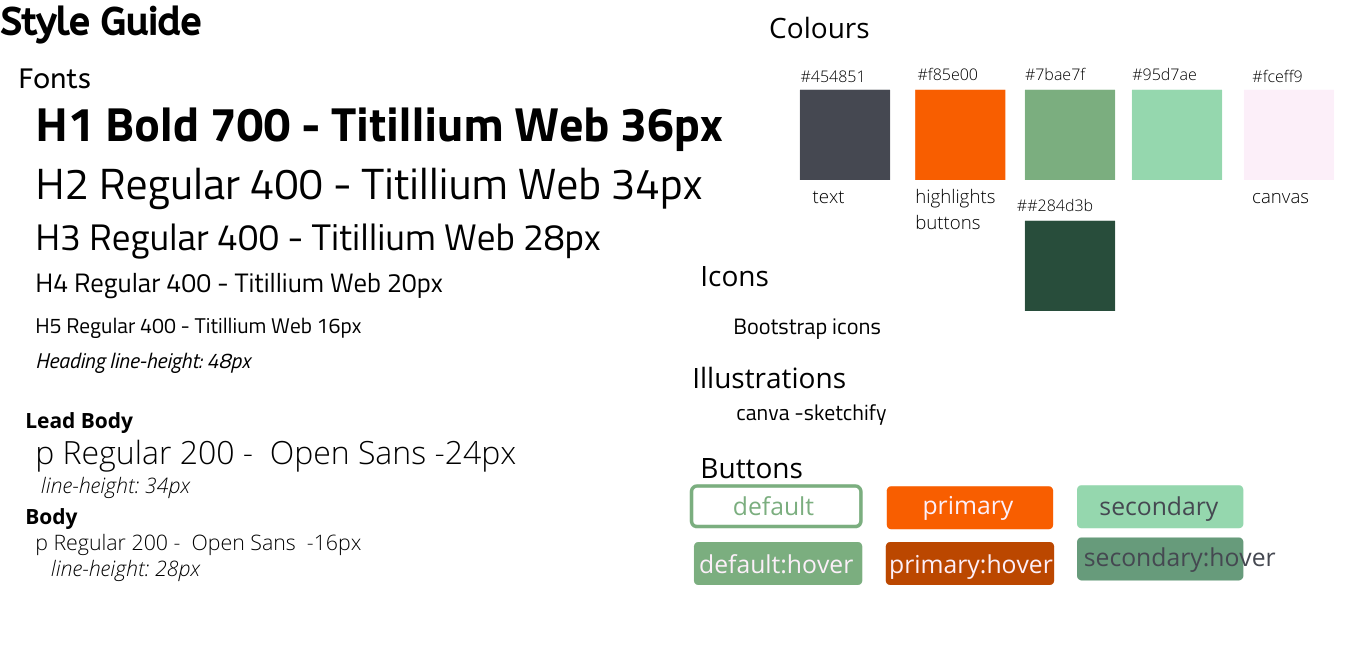 Style Guide
Fonts
H1 Bold 700 - Titillium Web 36px
H2 Regular 400 - Titillium Web 34px
H3 Regular 400 - Titillium Web 28px
H4 Regular 400 - Titillium Web 20px
H5 Regular 400 - Titillium Web 16px
Heading line-height: 48px
Lead Body
p Regular 200 - Open Sans -24px
line-height: 34px
Body
p Regular 200 - Open Sans -16px
line-height: 28px
Colours
#454851
#f85e00
#7bae7f
#95d7ae
#fceff9
text
highlights
buttons
canvas
##284d3b
Icons
Bootstrap icons
Illustrations
canva -sketchify
Buttons
default
primary
secondary
default:hover
primary:hover
secondary:hover